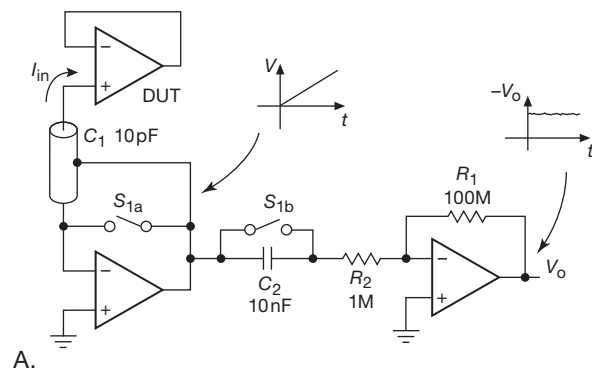 V
−
−Vo
Iin
+
DUT
t
C1 10pF
t
R1
100M
S1a
S1b
−
−
Vo
C2
R2
+
10nF
1M
+
A.